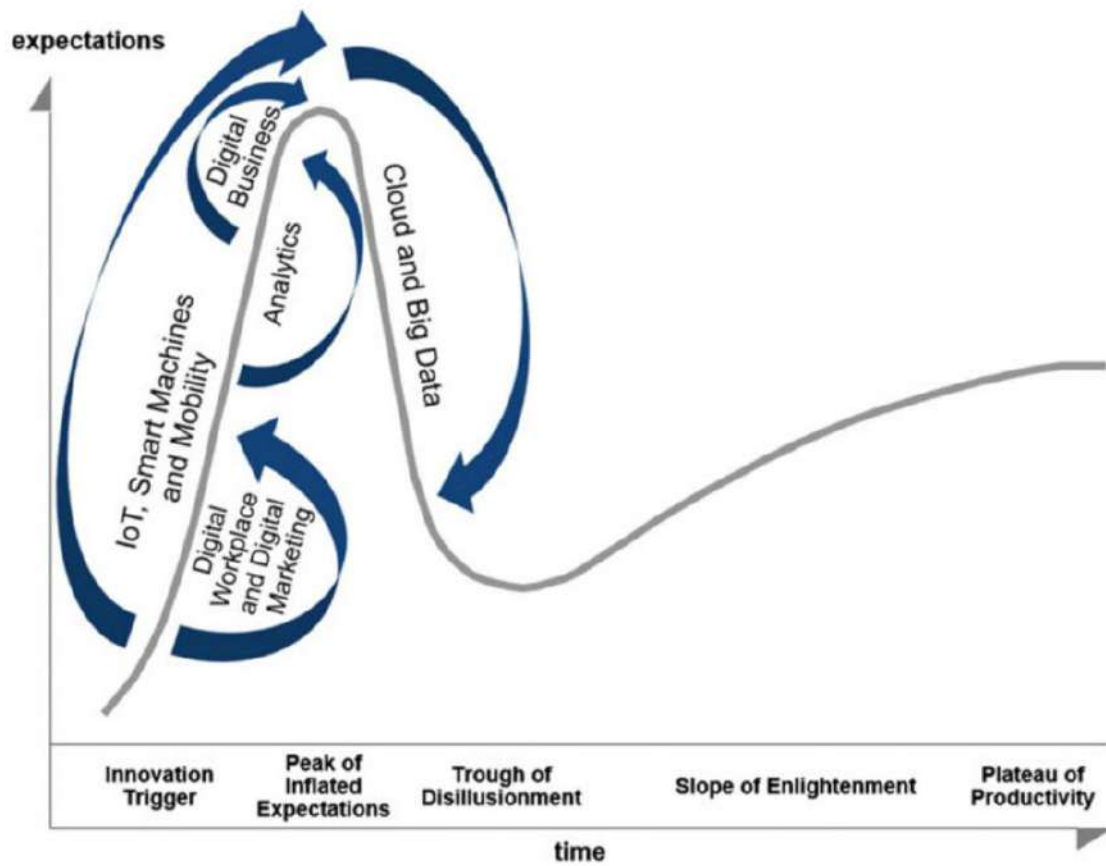 expectations
Digital
Business
Analytics
Cloud and Big Data
IoT, Smart Machines
and Mobility
Digital
Workplace
and Digital
Marketing
Innovation
Trigger
Peak of
Inflated
Expectations
Trough of
Disillusionment
Slope of Enlightenment
Plateau of
Productivity
time